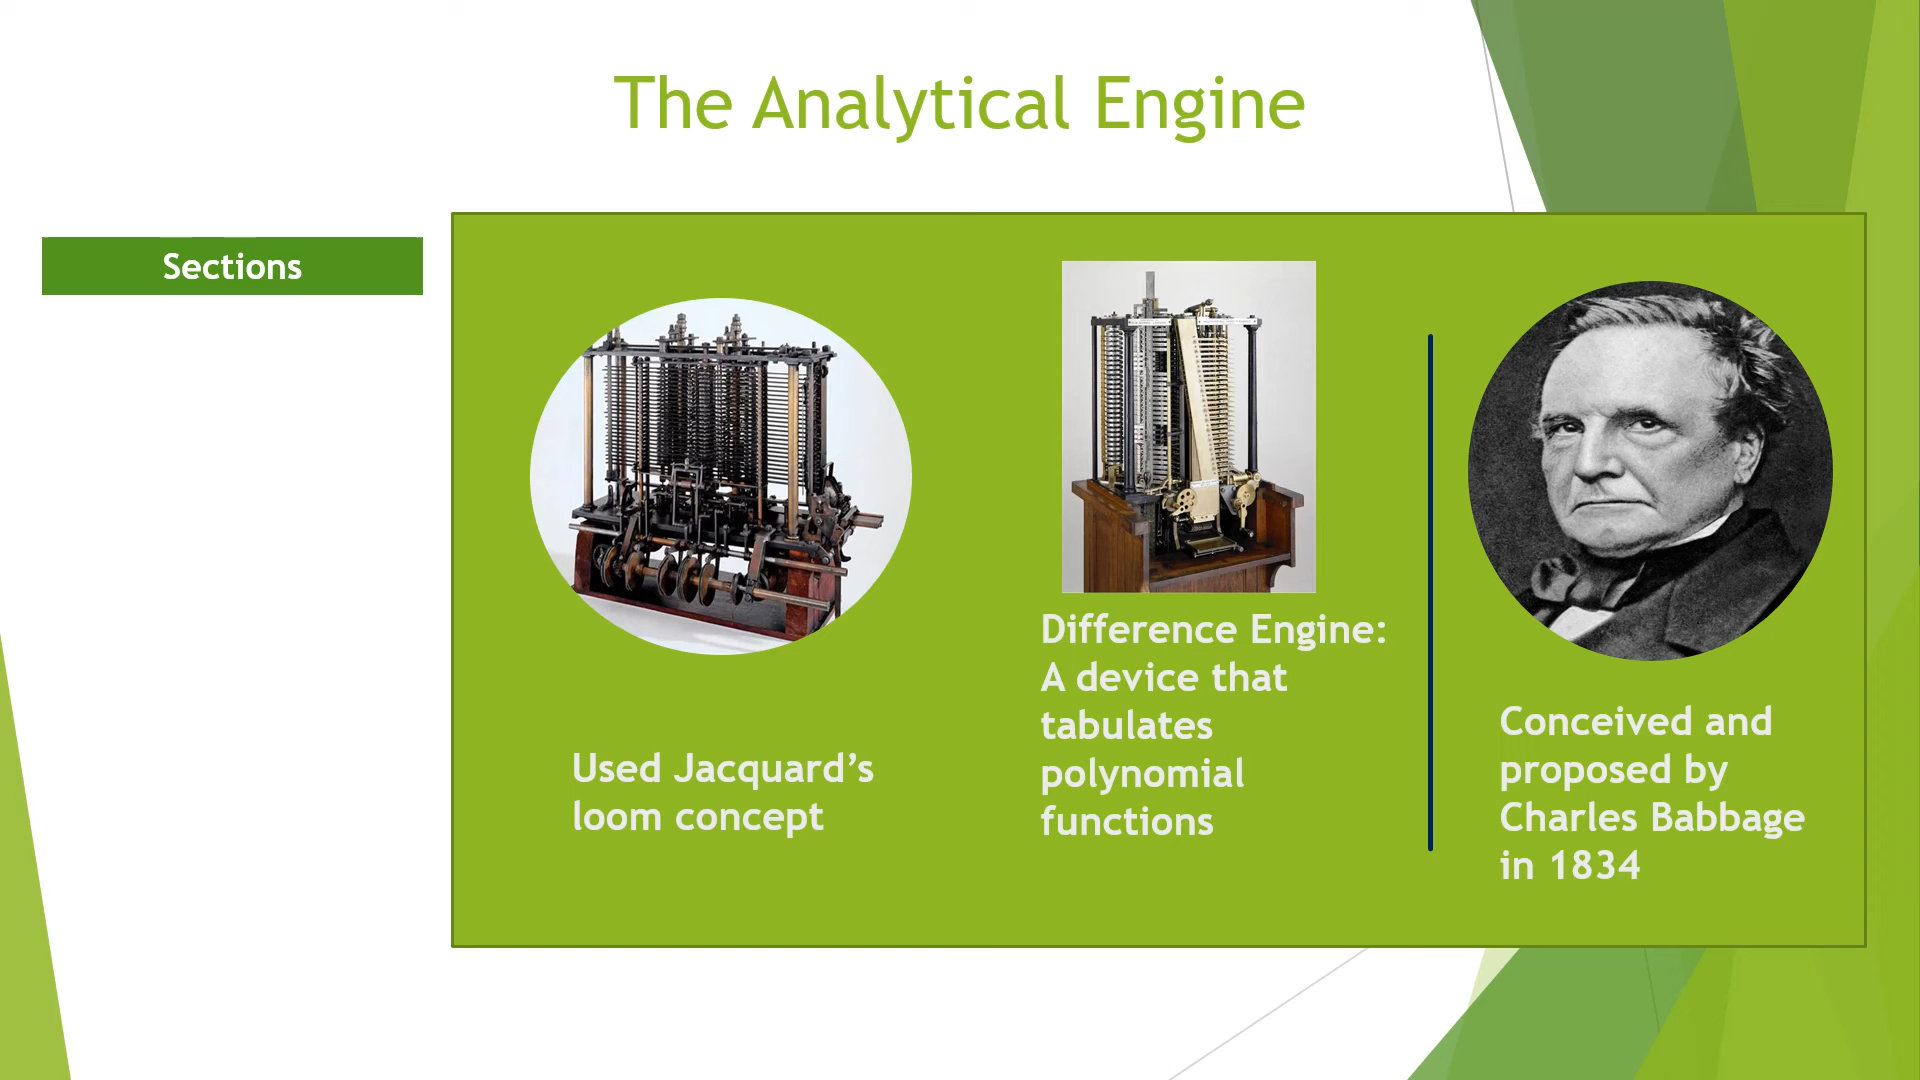 The Analytical Engine
Sections
Used Jacquard’s
loom concept
Difference Engine:
A device that
tabulates
polynomial
functions
Conceived and
proposed by
Charles Babbage
in 1834